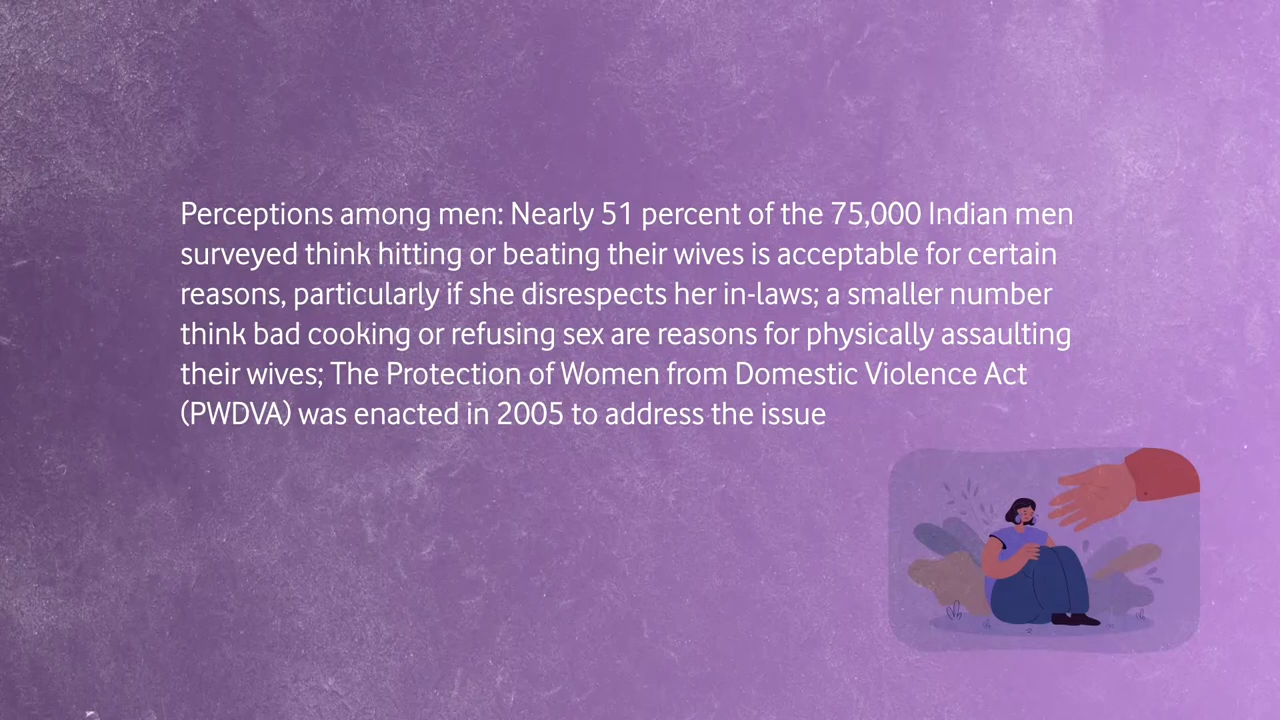 Perceptions among men: Nearly 51 percent of the 75,000 Indian men
surveyed think hitting or beating their wives is acceptable for certain
reasons, particularly if she disrespects her in-laws; a smaller number
think bad cooking or refusing sex are reasons for physically assaulting
their wives; The Protection of Women from Domestic Violence Act
(PWDVA) was enacted in 2005 to address the issue